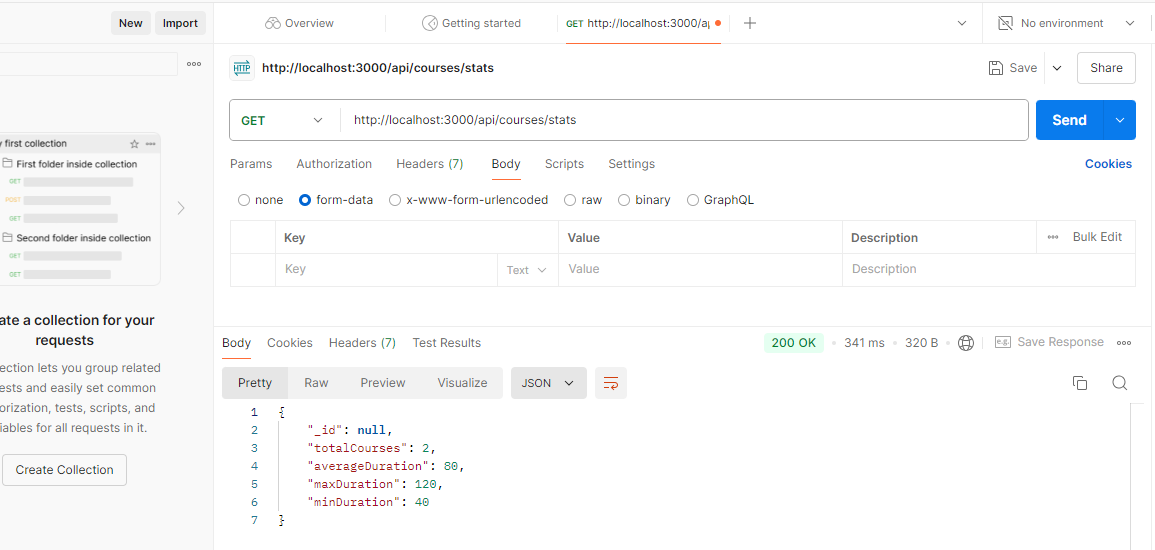 New Import
Overview
Getting started
GET http://localhost:3000/a
No environment
HTTP http://localhost:3000/api/courses/stats
Save
Share
GET http://localhost:3000/api/courses/stats
Send
Params Authorization Headers (7) Body Scripts Settings
Cookies
none form-data x-www-form-urlencoded raw binary GraphQL
Key Value Description Bulk Edit
Key Text Value Description
first collection
First folder inside collection
GET
POST
GET
Second folder inside collection
GET
GET
ate a collection for your
requests
ection lets you group related
ests and easily set common
orization, tests, scripts, and
iables for all requests in it.
Create Collection
Body Cookies Headers (7) Test Results
200 OK 341 ms 320 B e.g. Save Response
Pretty Raw Preview Visualize JSON
1 {
2 "_id": null,
3 "totalCourses": 2,
4 "averageDuration": 80,
5 "maxDuration": 120,
6 "minDuration": 40
7 }